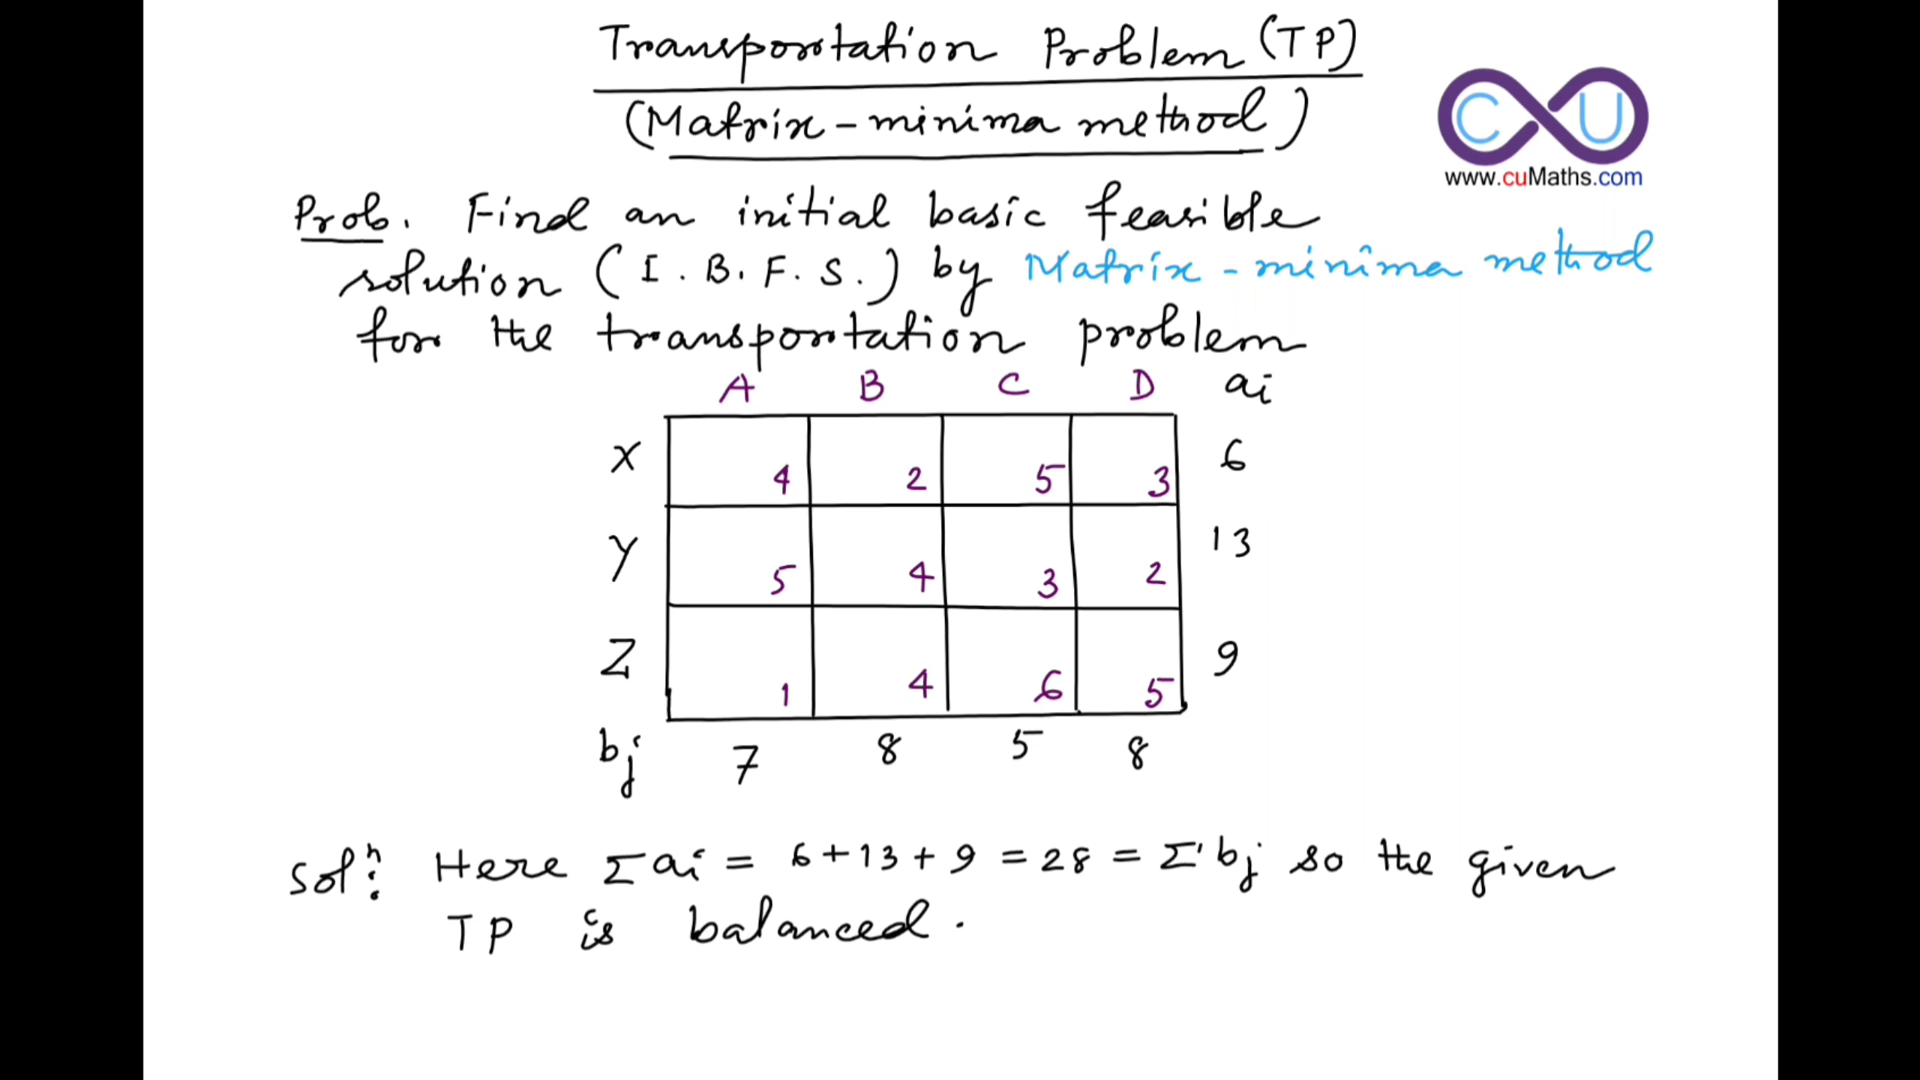 Transportation Problem (TP)
(Matrix-minima method)
CU
www.cuMaths.com
Prob. Find an initial basic feasible
solution (I.B.F.S.) by Matrix-minima method
for the transportation problem
A B C D ai
X 4 2 5 3 6
Y 5 4 3 2 13
Z 1 4 6 5 9
bj 7 8 5 8
Solⁿ: Here Σai = 6+13+9 = 28 = Σbj so the given
TP is balanced.